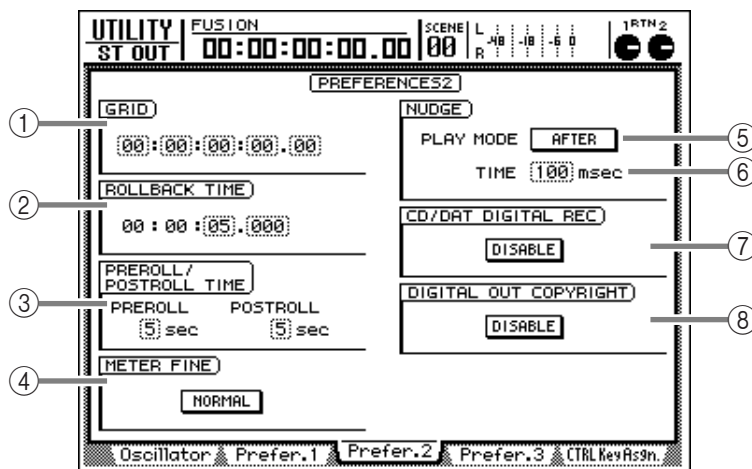 UTILITY FUSION SCENE L -48 -18 -6 0 1 RTN 2
ST OUT 00:00:00:00.00 00 R
PREFERENCES2
GRID
00:00:00:00.00
ROLLBACK TIME
00:00:05.000
PREROLL/
POSTROLL TIME
PREROLL POSTROLL
5 sec 5 sec
METER FINE
NORMAL
NUDGE
PLAY MODE AFTER
TIME 100 msec
CD/DAT DIGITAL REC
DISABLE
DIGITAL OUT COPYRIGHT
DISABLE
Oscillator Prefer.1 Prefer.2 Prefer.3 CTRL Key Asgn.
1
2
3
4
5
6
7
8